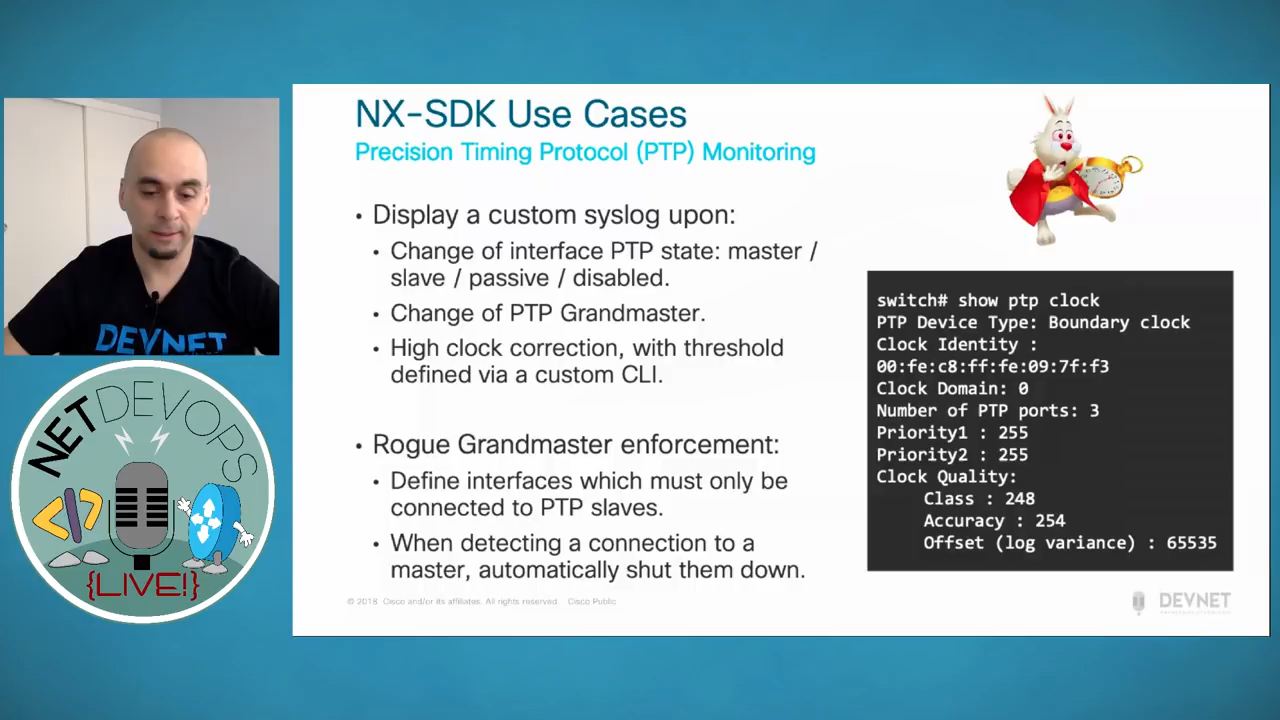 NX-SDK Use Cases
Precision Timing Protocol (PTP) Monitoring
• Display a custom syslog upon:
• Change of interface PTP state: master /
slave / passive / disabled.
• Change of PTP Grandmaster.
• High clock correction, with threshold
defined via a custom CLI.
• Rogue Grandmaster enforcement:
• Define interfaces which must only be
connected to PTP slaves.
• When detecting a connection to a
master, automatically shut them down.
switch# show ptp clock
PTP Device Type: Boundary clock
Clock Identity :
00:fe:c8:ff:fe:09:7f:f3
Clock Domain: 0
Number of PTP ports: 3
Priority1 : 255
Priority2 : 255
Clock Quality:
Class : 248
Accuracy : 254
Offset (log variance) : 65535
© 2018 Cisco and/or its affiliates. All rights reserved. Cisco Public
DEVNET
DEVNET
NETDEVOPS
</>
{LIVE!}